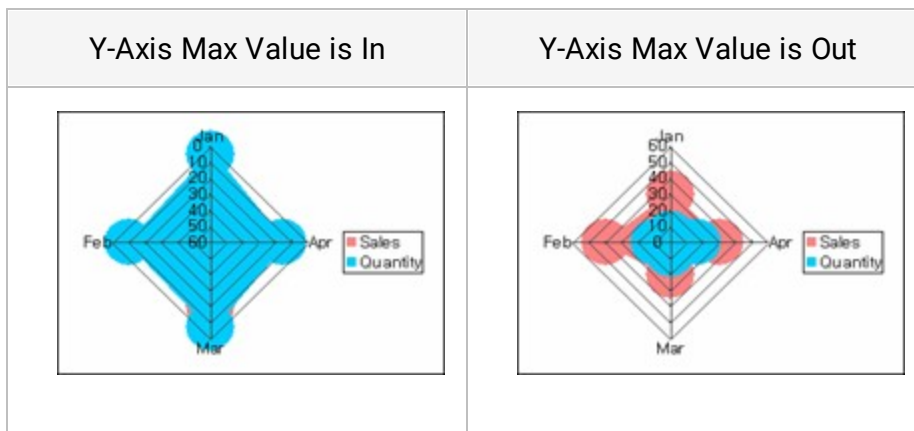 Y-Axis Max Value is In
Y-Axis Max Value is Out
Jan
0
10
20
30
40
50
60
Feb
Apr
Mar
Sales
Quantity
Jan
60
50
40
30
20
10
0
Feb
Apr
Mar
Sales
Quantity